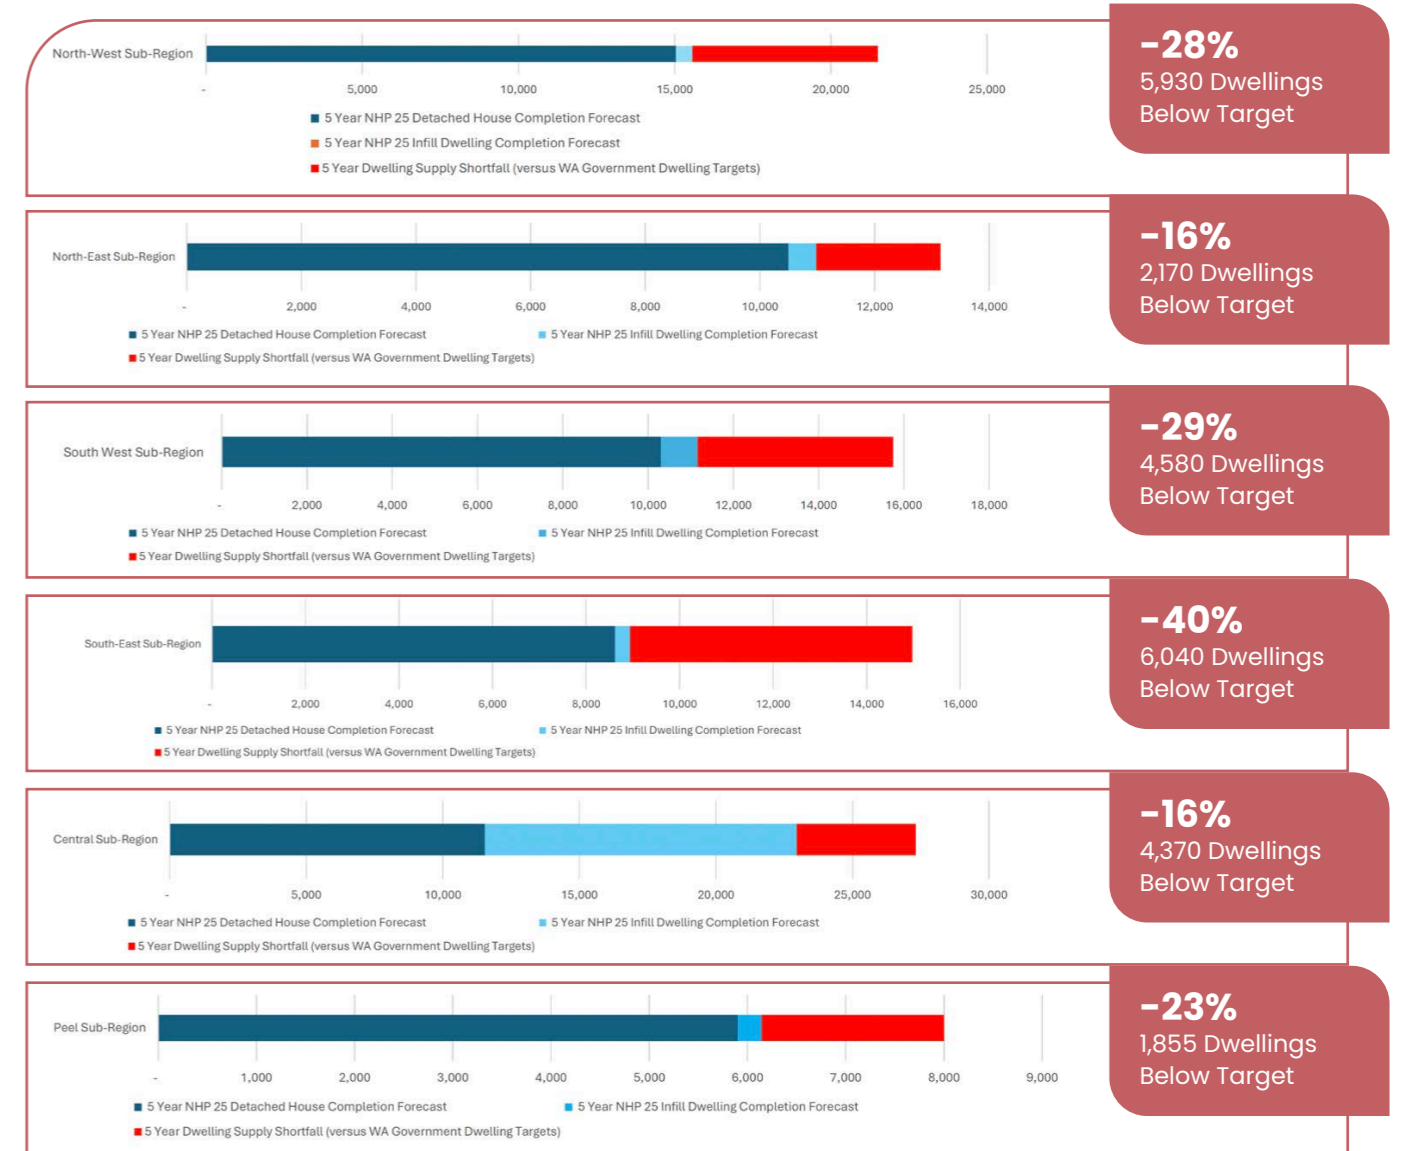 North-West Sub-Region
-
5,000
10,000
15,000
20,000
25,000
5 Year NHP 25 Detached House Completion Forecast
5 Year NHP 25 Infill Dwelling Completion Forecast
5 Year Dwelling Supply Shortfall (versus WA Government Dwelling Targets)
-28%
5,930 Dwellings
Below Target
North-East Sub-Region
-
2,000
4,000
6,000
8,000
10,000
12,000
14,000
5 Year NHP 25 Detached House Completion Forecast
5 Year NHP 25 Infill Dwelling Completion Forecast
5 Year Dwelling Supply Shortfall (versus WA Government Dwelling Targets)
-16%
2,170 Dwellings
Below Target
South West Sub-Region
-
2,000
4,000
6,000
8,000
10,000
12,000
14,000
16,000
18,000
5 Year NHP 25 Detached House Completion Forecast
5 Year NHP 25 Infill Dwelling Completion Forecast
5 Year Dwelling Supply Shortfall (versus WA Government Dwelling Targets)
-29%
4,580 Dwellings
Below Target
South-East Sub-Region
-
2,000
4,000
6,000
8,000
10,000
12,000
14,000
16,000
5 Year NHP 25 Detached House Completion Forecast
5 Year NHP 25 Infill Dwelling Completion Forecast
5 Year Dwelling Supply Shortfall (versus WA Government Dwelling Targets)
-40%
6,040 Dwellings
Below Target
Central Sub-Region
-
5,000
10,000
15,000
20,000
25,000
30,000
5 Year NHP 25 Detached House Completion Forecast
5 Year NHP 25 Infill Dwelling Completion Forecast
5 Year Dwelling Supply Shortfall (versus WA Government Dwelling Targets)
-16%
4,370 Dwellings
Below Target
Peel Sub-Region
-
1,000
2,000
3,000
4,000
5,000
6,000
7,000
8,000
9,000
5 Year NHP 25 Detached House Completion Forecast
5 Year NHP 25 Infill Dwelling Completion Forecast
5 Year Dwelling Supply Shortfall (versus WA Government Dwelling Targets)
-23%
1,855 Dwellings
Below Target